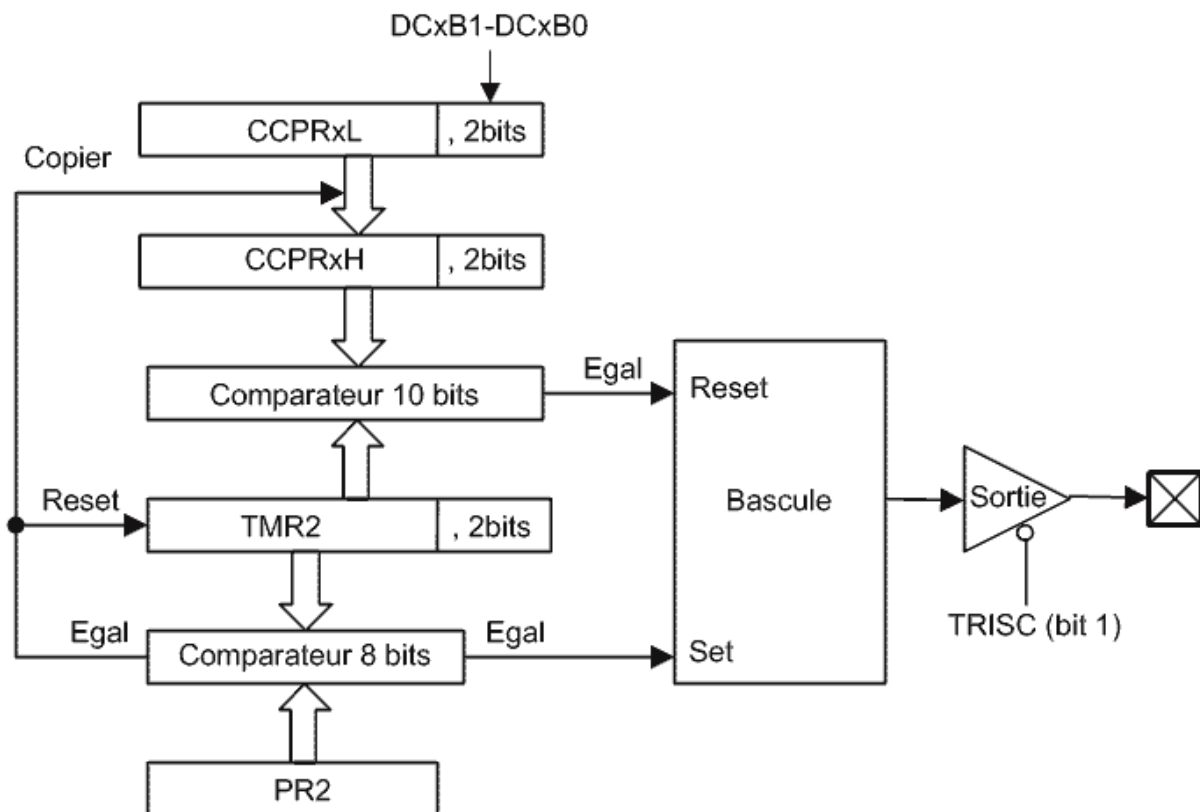 DCxB1-DCxB0
CCPRxL , 2bits
Copier
CCPRxH , 2bits
Egal
Comparateur 10 bits
Reset
Bascule
Sortie
Reset
TMR2 , 2bits
TRISC (bit 1)
Egal
Egal
Comparateur 8 bits
Set
PR2